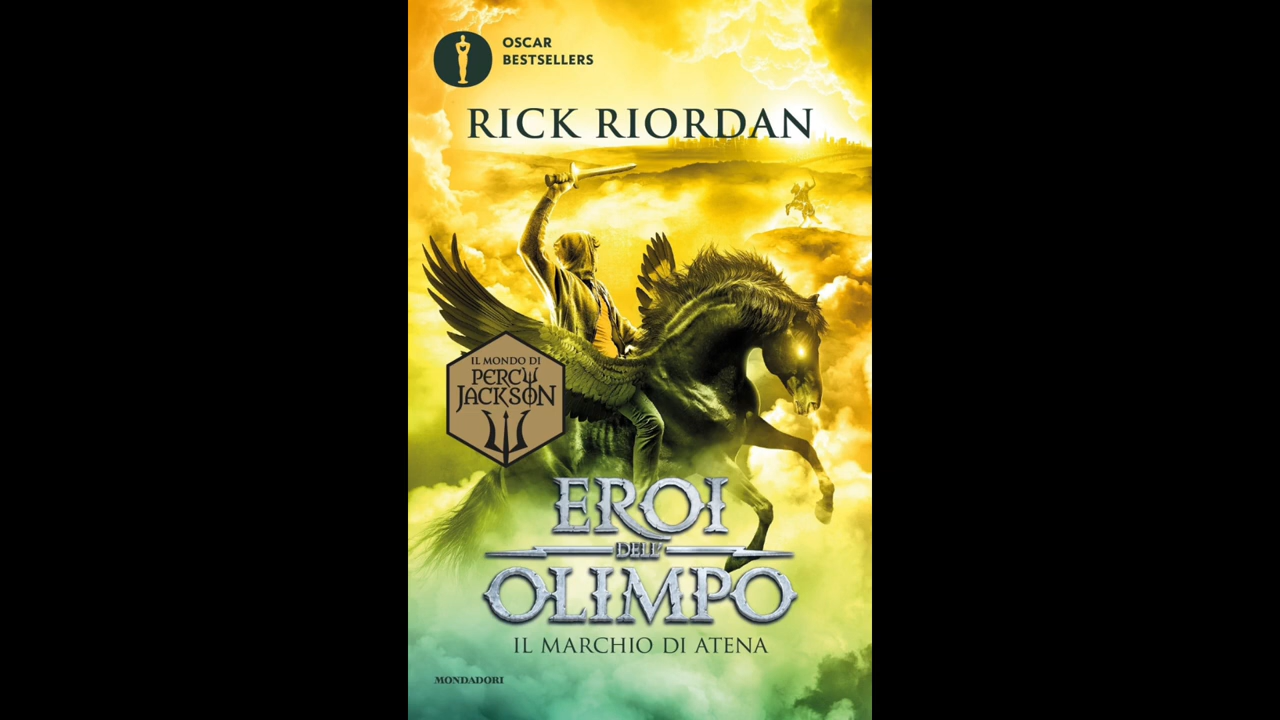 OSCAR
BESTSELLERS
RICK RIORDAN
IL MONDO DI
PERCY
JACKSON
EROI
DELL'
OLIMPO
IL MARCHIO DI ATENA
MONDADORI